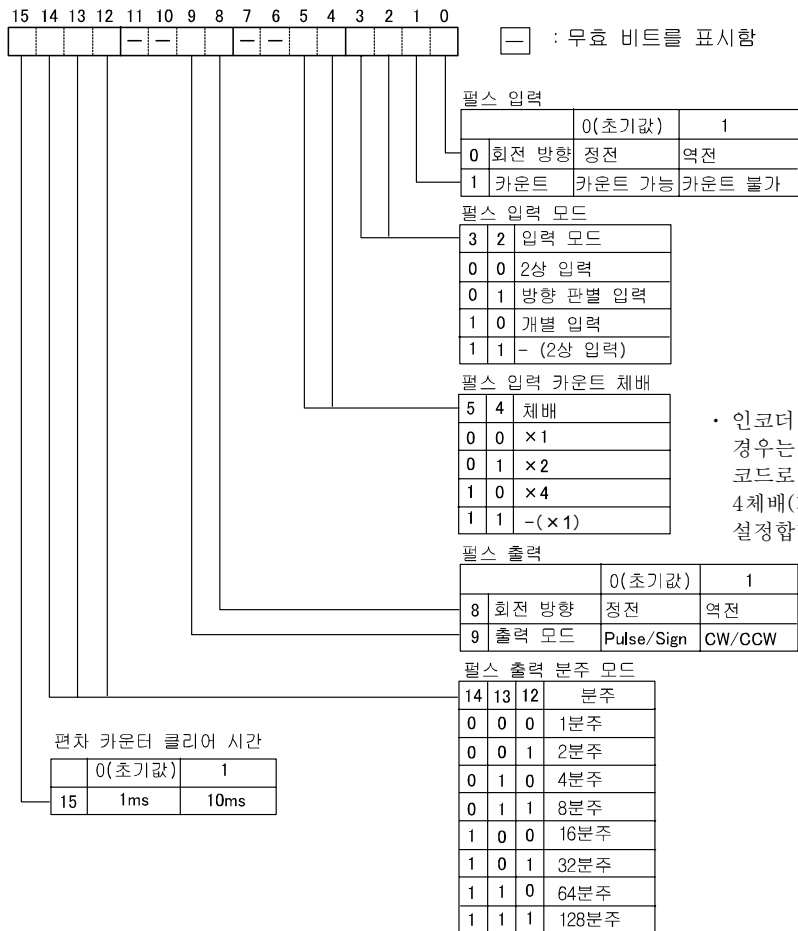 15 14 13 12 11 10 9 8 7 6 5 4 3 2 1 0
— — — —
— : 무효 비트를 표시함
펄스 입력
0(초기값) 1
0 회전 방향 정전 역전
1 카운트 카운트 가능 카운트 불가
펄스 입력 모드
3 2 입력 모드
0 0 2상 입력
0 1 방향 판별 입력
1 0 개별 입력
1 1 - (2상 입력)
펄스 입력 카운트 체배
5 4 체배
0 0 ×1
0 1 ×2
1 0 ×4
1 1 -(×1)
· 인코더
경우는
코드로
4체배(
설정합
펄스 출력
0(초기값) 1
8 회전 방향 정전 역전
9 출력 모드 Pulse/Sign CW/CCW
펄스 출력 분주 모드
14 13 12 분주
0 0 0 1분주
0 0 1 2분주
0 1 0 4분주
0 1 1 8분주
1 0 0 16분주
1 0 1 32분주
1 1 0 64분주
1 1 1 128분주
편차 카운터 클리어 시간
0(초기값) 1
15 1ms 10ms